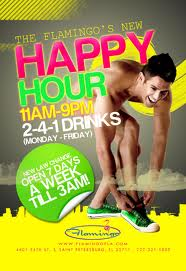 THE FLAMINGO'S NEW
HAPPY
HOUR
11AM-9PM
2-4-1 DRINKS
(MONDAY - FRIDAY)
NEW LAW CHANGE
OPEN 7 DAYS
A WEEK
TILL 3AM!
Flamingo
WWW.FLAMINGOFLA.COM